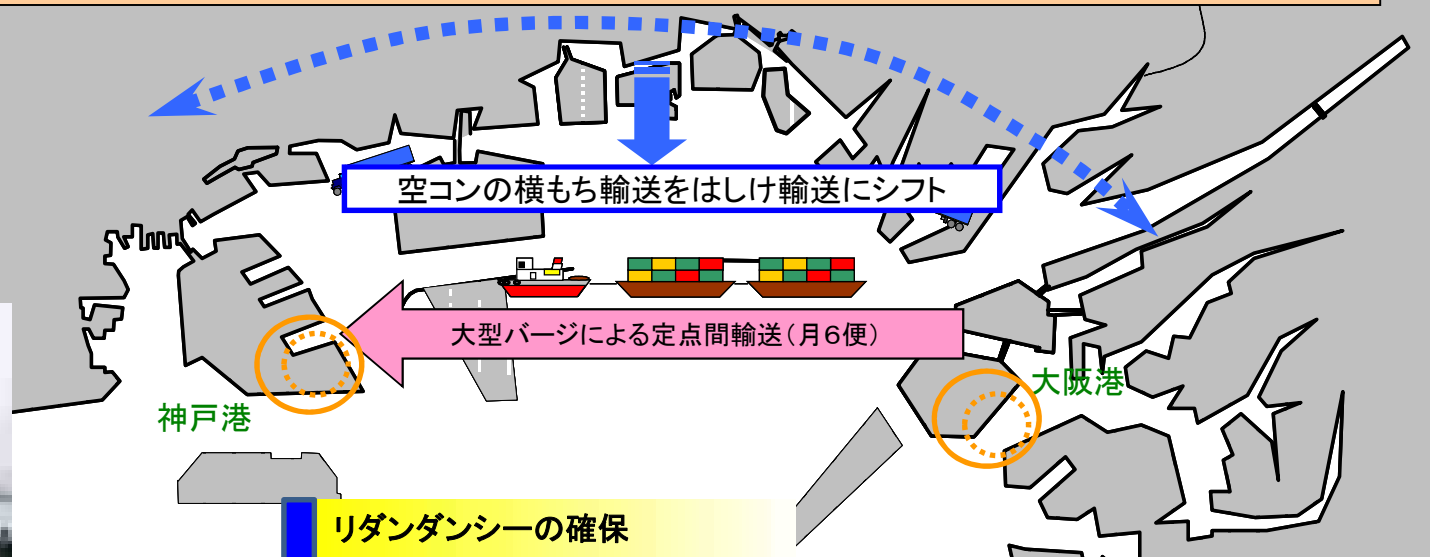 空コンの横もち輸送をはしけ輸送にシフト
大型バージによる定点間輸送(月6便)
大阪港
神戸港
リダンダンシーの確保